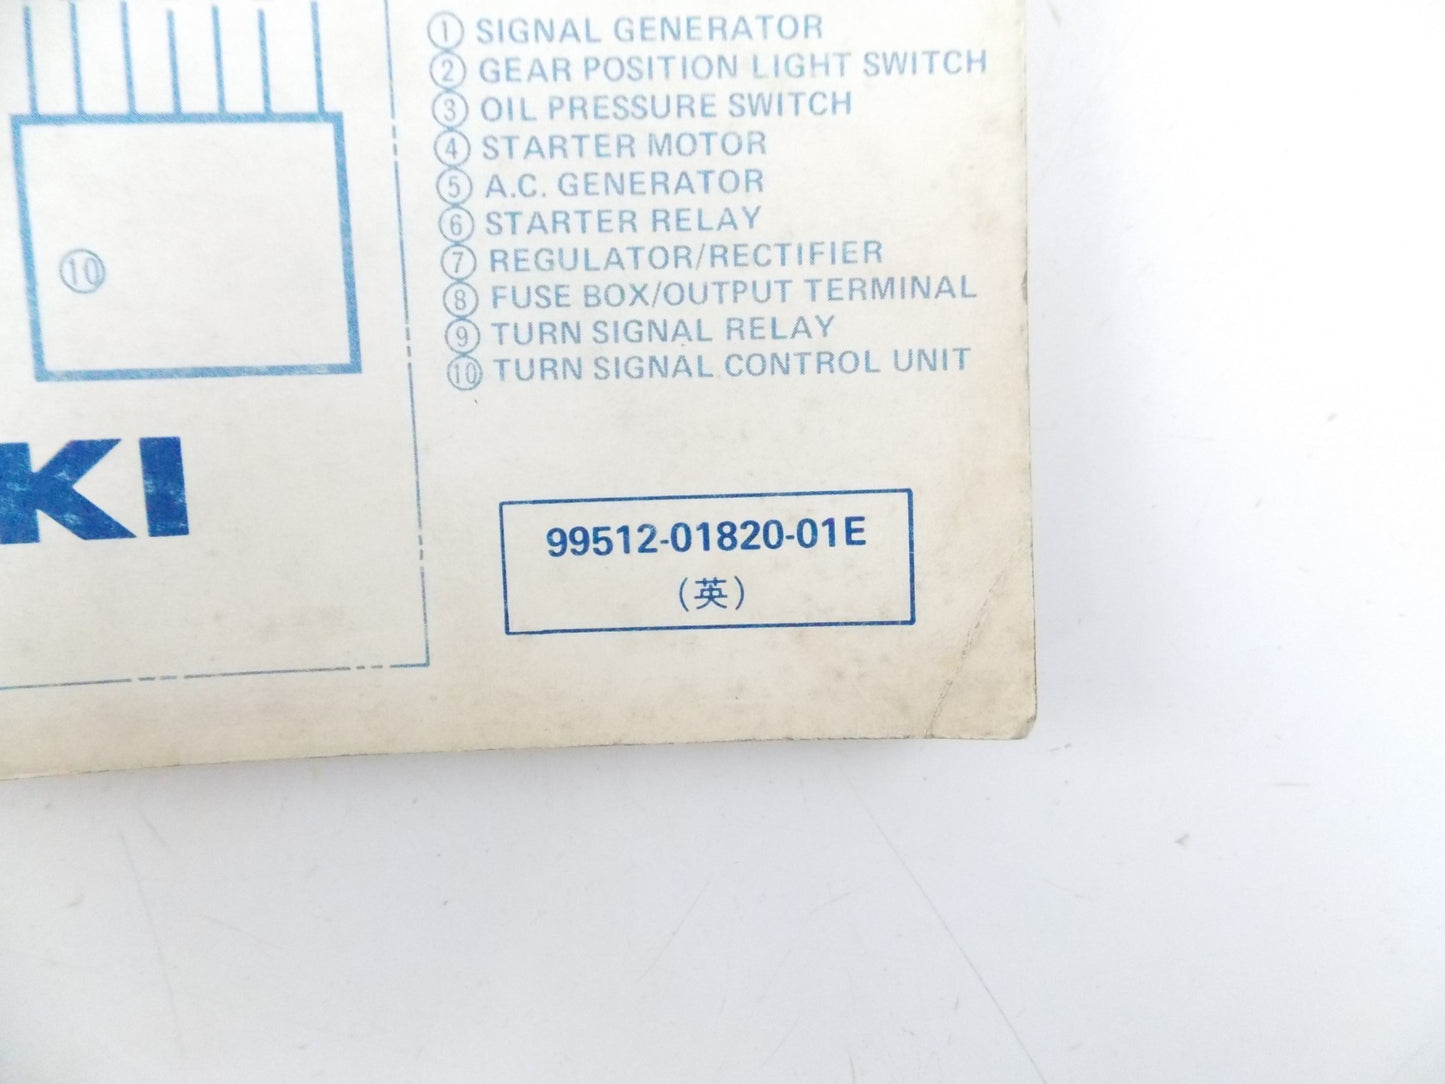 ① SIGNAL GENERATOR
② GEAR POSITION LIGHT SWITCH
③ OIL PRESSURE SWITCH
④ STARTER MOTOR
⑤ A.C. GENERATOR
⑥ STARTER RELAY
⑦ REGULATOR/RECTIFIER
⑧ FUSE BOX/OUTPUT TERMINAL
⑨ TURN SIGNAL RELAY
⑩ TURN SIGNAL CONTROL UNIT
⑩
KI
99512-01820-01E
(英)